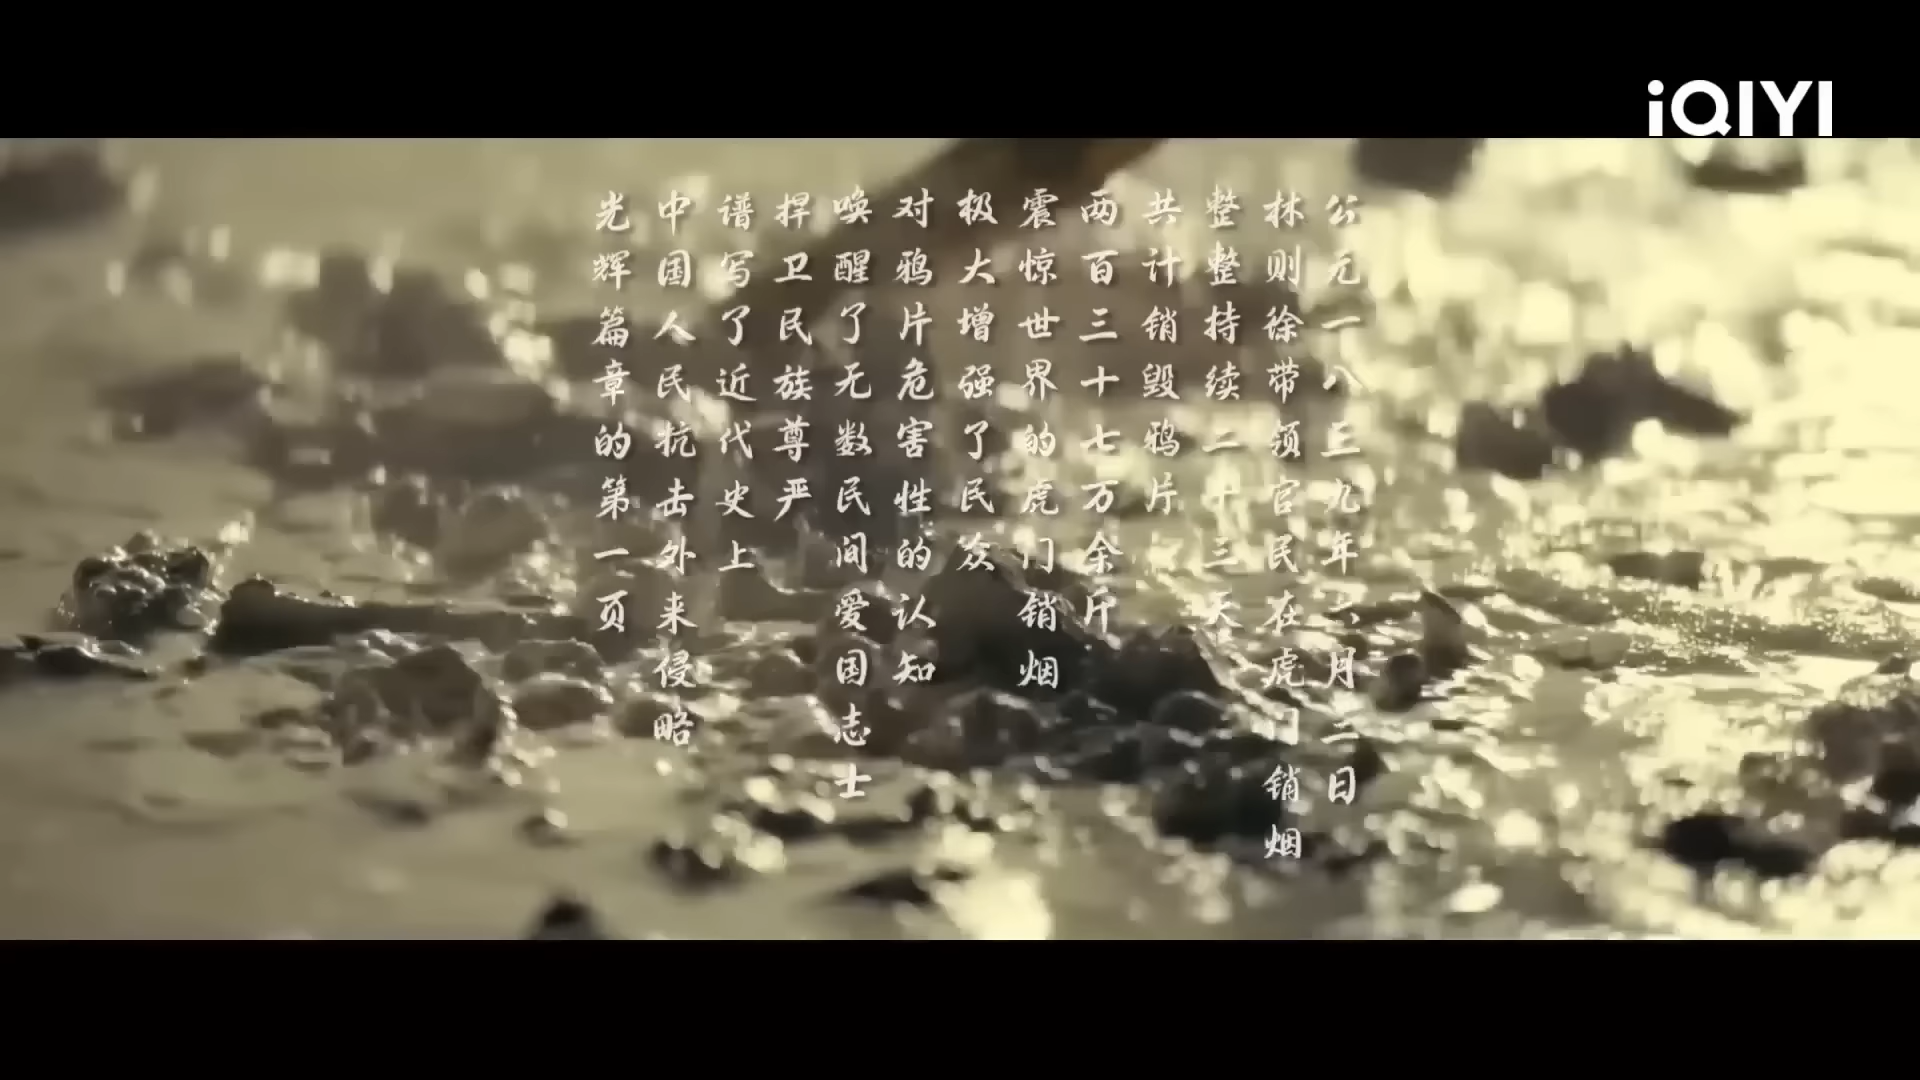 iQIYI
公元一八三九年六月二日
林则徐带领官民在虎门销烟
整整持续二十三天
共计销毁鸦片
两百三十七万余斤
震惊世界的虎门销烟
极大增强了民众
对鸦片危害性的认知
唤醒了无数民间爱国志士
捍卫民族尊严
谱写了近代史上
中国人民抗击外来侵略
光辉篇章的第一页